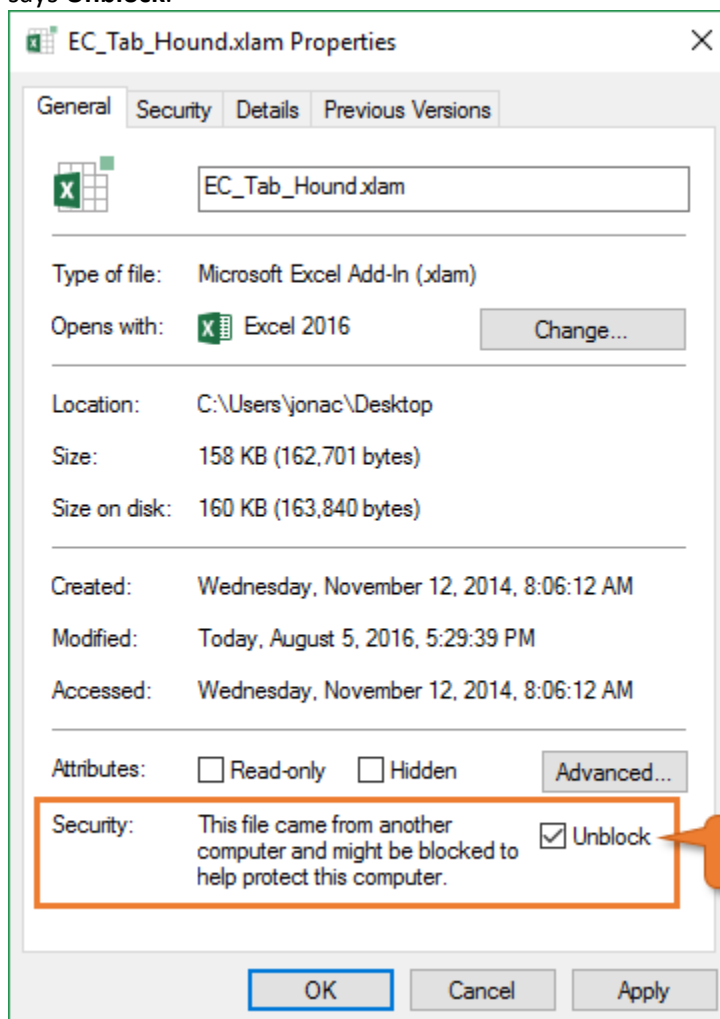 says Unblock.
EC_Tab_Hound.xlam Properties
General Security Details Previous Versions
EC_Tab_Hound.xlam
Type of file: Microsoft Excel Add-In (.xlam)
Opens with: Excel 2016 Change...
Location: C:\Users\jonac\Desktop
Size: 158 KB (162,701 bytes)
Size on disk: 160 KB (163,840 bytes)
Created: Wednesday, November 12, 2014, 8:06:12 AM
Modified: Today, August 5, 2016, 5:29:39 PM
Accessed: Wednesday, November 12, 2014, 8:06:12 AM
Attributes: Read-only Hidden Advanced...
Security: This file came from another
computer and might be blocked to
help protect this computer.
Unblock
OK Cancel Apply